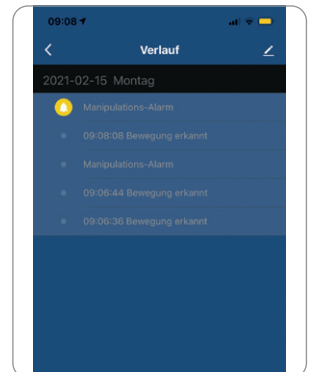 09:08
Verlauf
2021-02-15 Montag
Manipulations-Alarm
09:08:08 Bewegung erkannt
Manipulations-Alarm
09:06:44 Bewegung erkannt
09:06:36 Bewegung erkannt